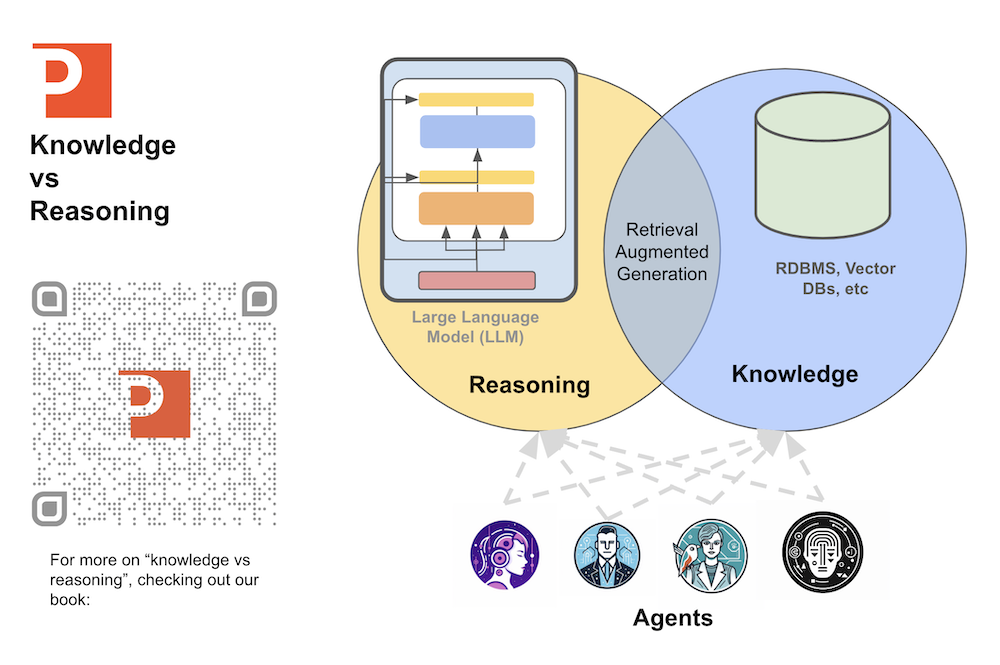 Knowledge
vs
Reasoning
For more on “knowledge vs
reasoning”, checking out our
book:
Large Language
Model (LLM)
Reasoning
Retrieval
Augmented
Generation
RDBMS, Vector
DBs, etc
Knowledge
Agents